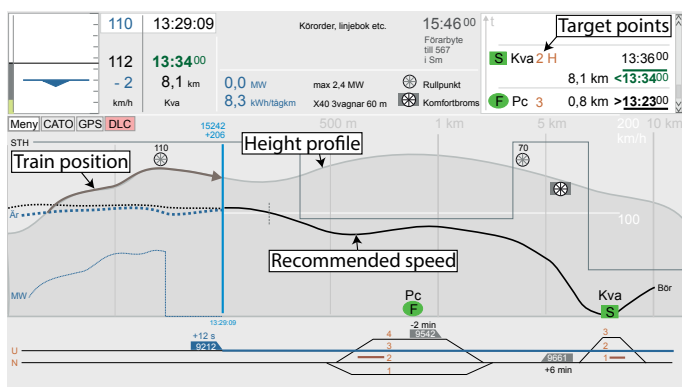 110 13:29:09
112 13:34 00
- 2 8,1 km
km/h Kva
Körorder, linjebok etc.
15:46 00
Förarbyte
till 567
i Sm
0,0 MW max 2,4 MW Rullpunkt
8,3 kWh/tågkm X40 3vagnar 60 m Komfortbroms
t
Target points
S Kva 2 H 13:36 00
8,1 km <13:34 00
F Pc 3 0,8 km >13:23 00
Meny CATO GPS DLC
15242
+206
500 m 1 km 5 km 200 10 km
km/h
STH
110
Height profile
70
Train position
Är
100
Recommended speed
MW
Pc
F
Kva
S
Bör
13:29:09
+12 s
9212
-2 min
9542
4
3
2
1
U
N
9661
+6 min
3
2
1